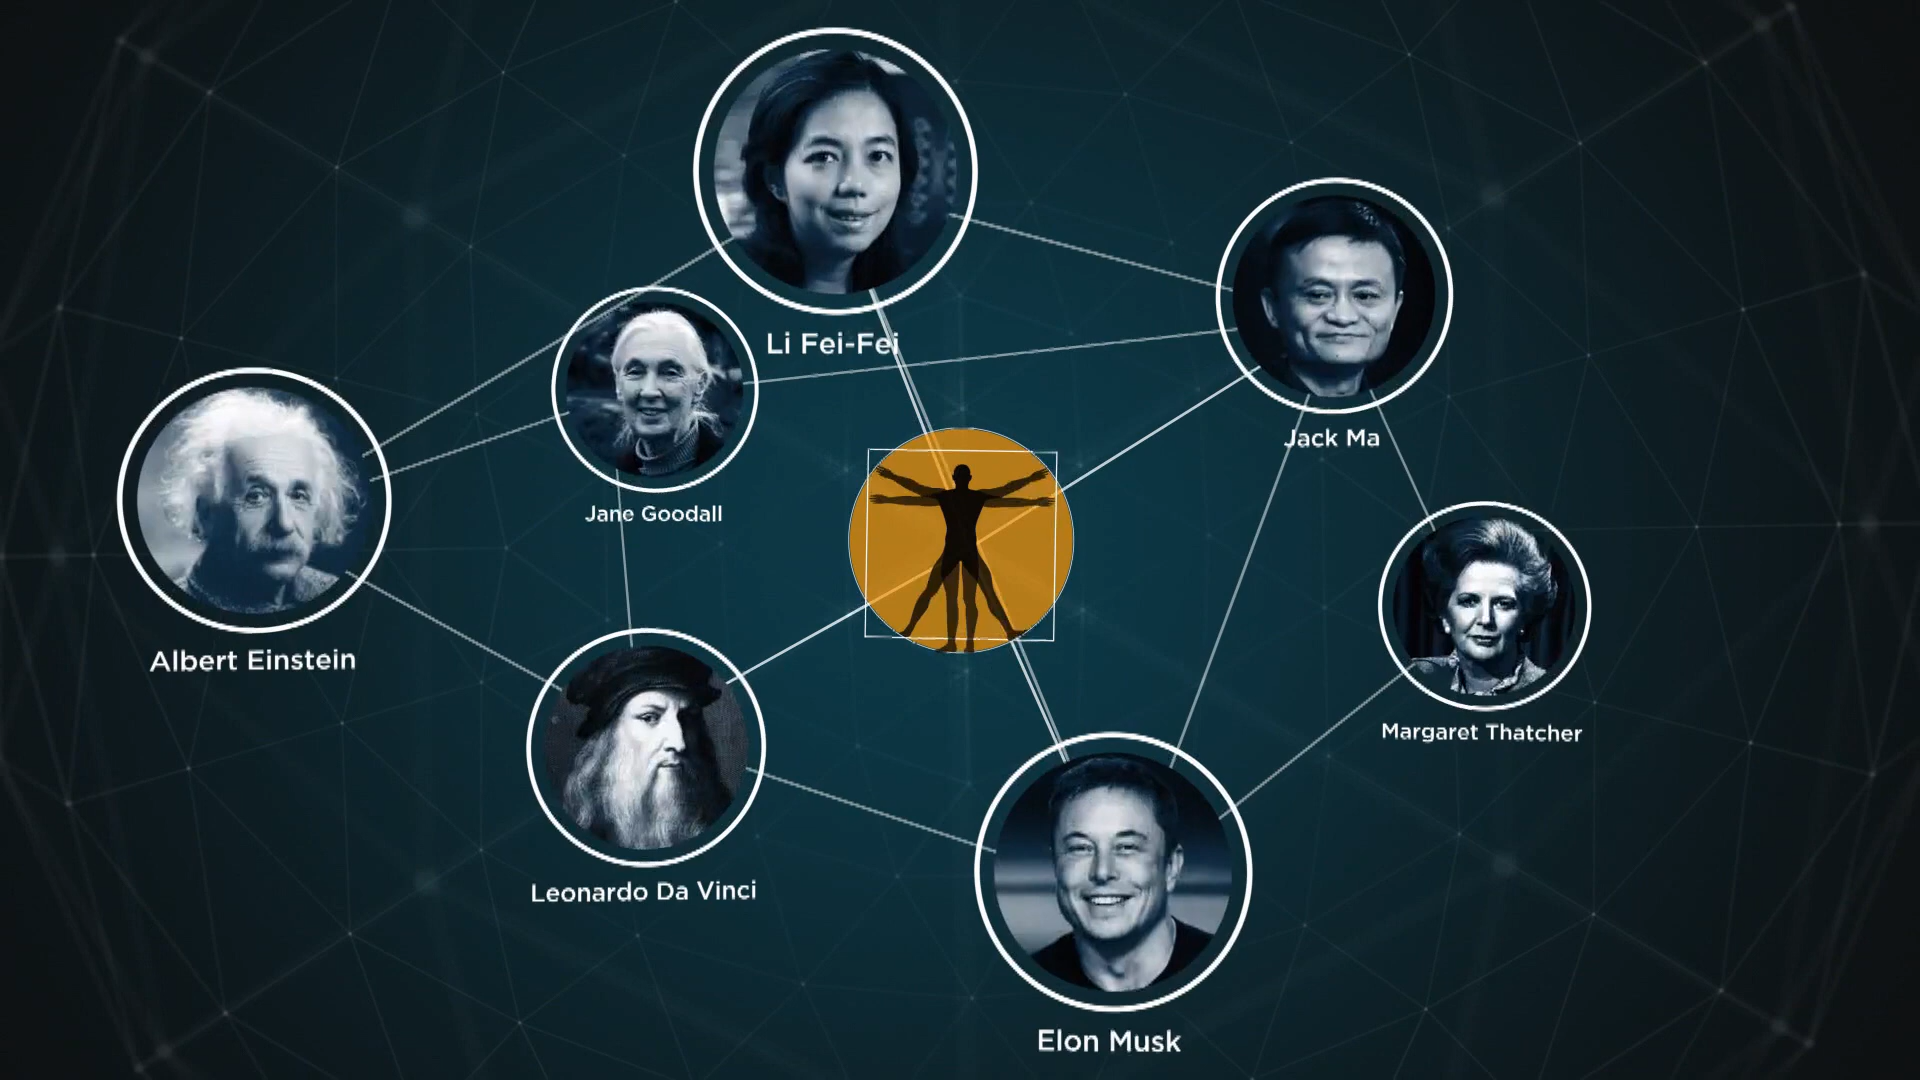 Li Fei-Fei
Jack Ma
Jane Goodall
Albert Einstein
Margaret Thatcher
Leonardo Da Vinci
Elon Musk